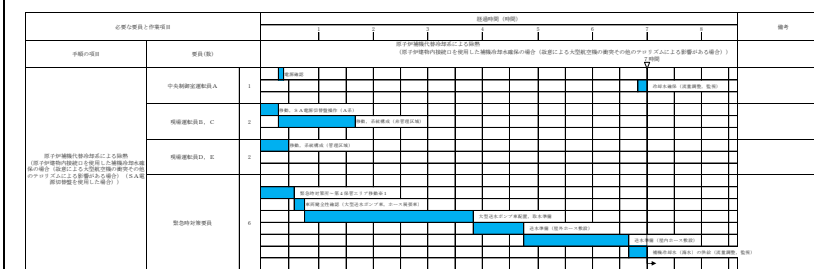 必要な要員と作業項目
経過時間（時間）
備考
1 2 3 4 5 6 7 8
手順の項目
要員(数)
原子炉補機代替冷却系による除熱
（原子炉建物内接続口を使用した補機冷却水確保の場合（故意による大型航空機の衝突その他のテロリズムによる影響がある場合））
7時間
原子炉補機代替冷却系による除熱
（原子炉建物内接続口を使用した補機冷却水確
保の場合（故意による大型航空機の衝突その他
のテロリズムによる影響がある場合））（ＳＡ電
源切替盤を使用した場合）
中央制御室運転員Ａ
1
電源確認
冷却水確保（流量調整、監視）
現場運転員Ｂ，Ｃ
2
移動，ＳＡ電源切替盤操作（Ａ系）
移動，系統構成（非管理区域）
現場運転員Ｄ，Ｅ
2
移動，系統構成（管理区域）
緊急時対策要員
6
緊急時対策所～第４保管エリア移動※１
車両健全性確認（大型送水ポンプ車，ホース展張車）
大型送水ポンプ車配置，取水準備
送水準備（屋外ホース敷設）
送水準備（屋内ホース敷設）
補機冷却水（海水）の供給（流量調整，監視）